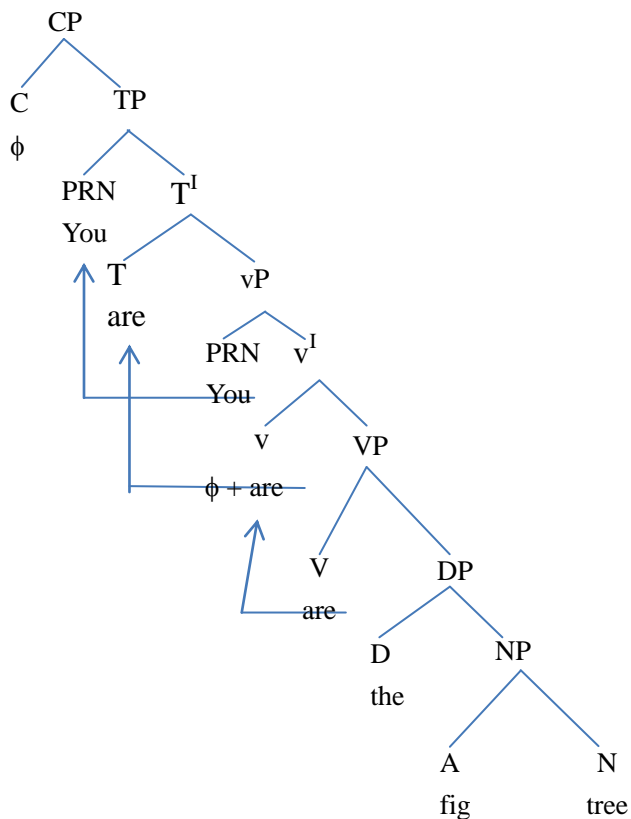 CP
C TP
ϕ
PRN T^I
You
T vP
are
PRN v^I
You
v VP
ϕ + are
V DP
are
D NP
the
A N
fig tree